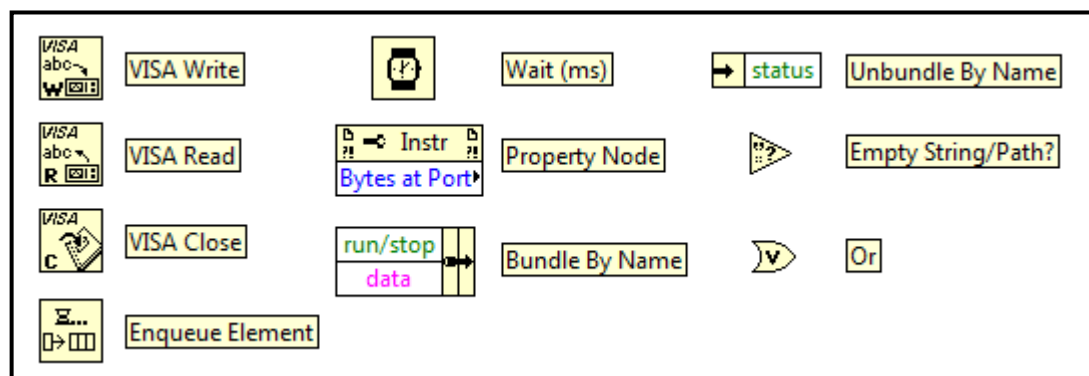 VISA
abc
W
VISA Write
Wait (ms)
status
Unbundle By Name
VISA
abc
R
VISA Read
Instr
Bytes at Port
Property Node
"?
Empty String/Path?
VISA
C
VISA Close
run/stop
data
Bundle By Name
V
Or
Enqueue Element